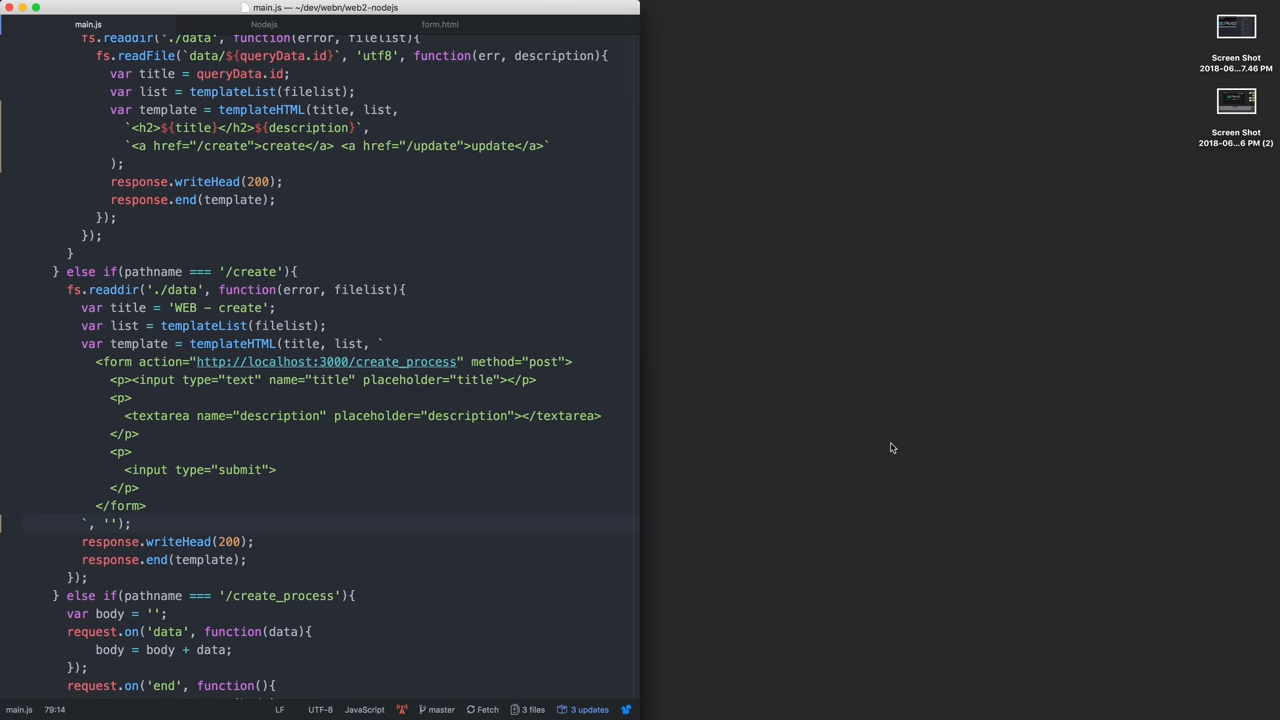 main.js — ~/dev/webn/web2-nodejs
main.js
Nodejs
form.html
fs.readdir('./data', function(error, filelist){
fs.readFile(`data/${queryData.id}`, 'utf8', function(err, description){
var title = queryData.id;
var list = templateList(filelist);
var template = templateHTML(title, list,
`<h2>${title}</h2>${description}`,
`<a href="/create">create</a> <a href="/update">update</a>`
);
response.writeHead(200);
response.end(template);
});
});
}
} else if(pathname === '/create'){
fs.readdir('./data', function(error, filelist){
var title = 'WEB - create';
var list = templateList(filelist);
var template = templateHTML(title, list, `
<form action="http://localhost:3000/create_process" method="post">
<p><input type="text" name="title" placeholder="title"></p>
<p>
<textarea name="description" placeholder="description"></textarea>
</p>
<p>
<input type="submit">
</p>
</form>
`, '');
response.writeHead(200);
response.end(template);
});
} else if(pathname === '/create_process'){
var body = '';
request.on('data', function(data){
body = body + data;
});
request.on('end', function(){
main.js 79:14 LF UTF-8 JavaScript master Fetch 3 files 3 updates
Screen Shot
2018-06...7.46 PM
Screen Shot
2018-06...6 PM (2)